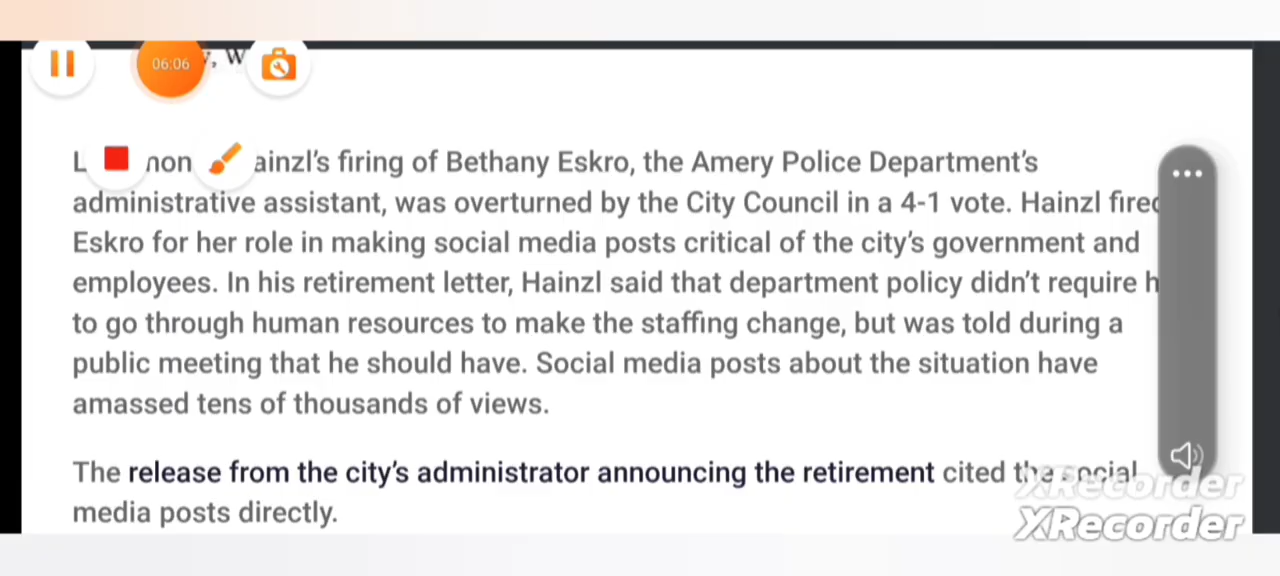 06:06
, W
L non ainzl's firing of Bethany Eskro, the Amery Police Department's
administrative assistant, was overturned by the City Council in a 4-1 vote. Hainzl fired
Eskro for her role in making social media posts critical of the city's government and
employees. In his retirement letter, Hainzl said that department policy didn't require h
to go through human resources to make the staffing change, but was told during a
public meeting that he should have. Social media posts about the situation have
amassed tens of thousands of views.
The release from the city's administrator announcing the retirement cited the social
media posts directly.
XRecorder
XRecorder